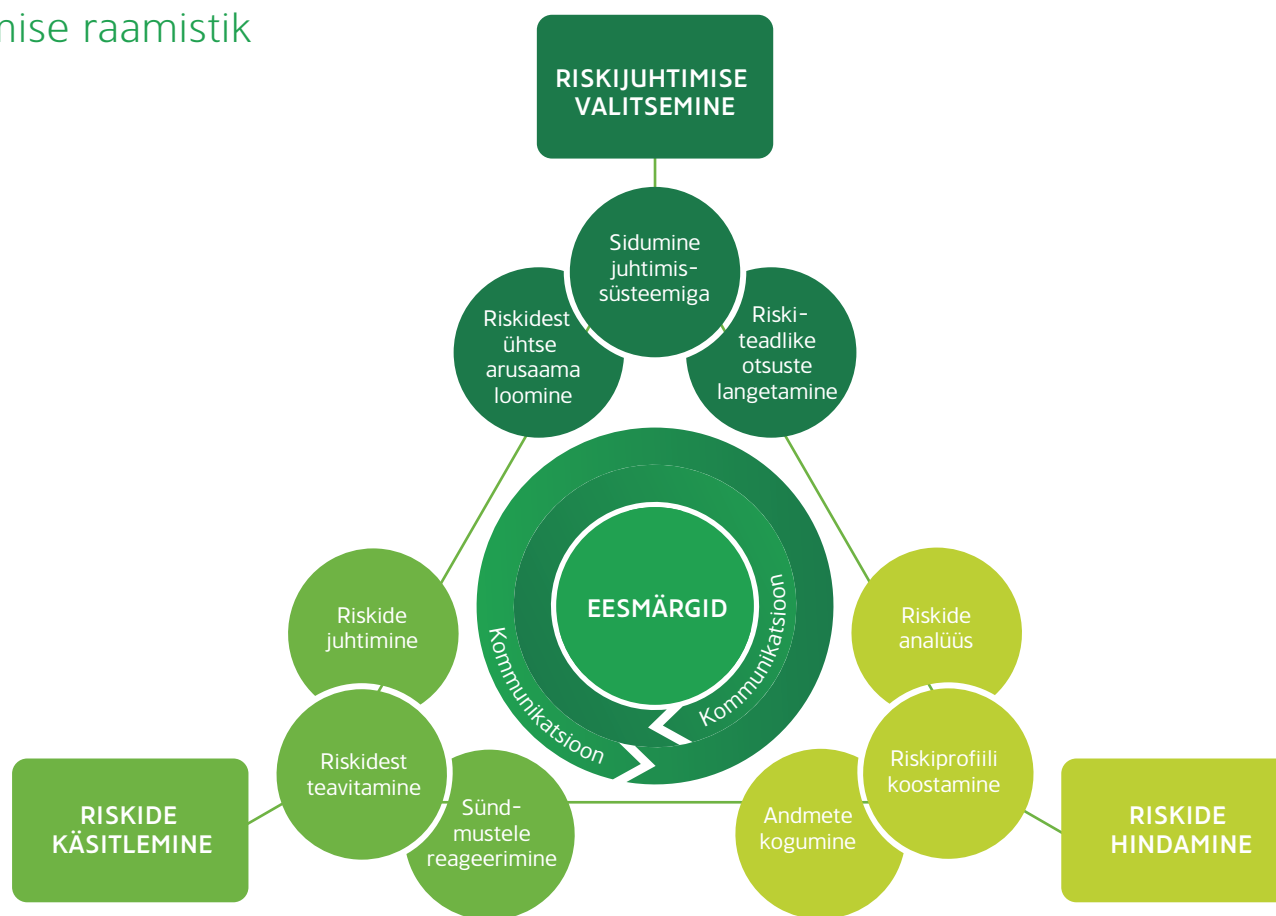 mise raamistik
RISKIJUHTIMISE
VALITSEMINE
Sidumine
juhtimis-
süsteemiga
Riskidest
ühtse
arusaama
loomine
Riski-
teadlike
otsuste
langetamine
EESMÄRGID
Kommunikatsioon
Kommunikatsioon
Riskide
juhtimine
Riskidest
teavitamine
Sünd-
mustele
reageerimine
RISKIDE
KÄSITLEMINE
Riskide
analüüs
Riskiprofiili
koostamine
Andmete
kogumine
RISKIDE
HINDAMINE